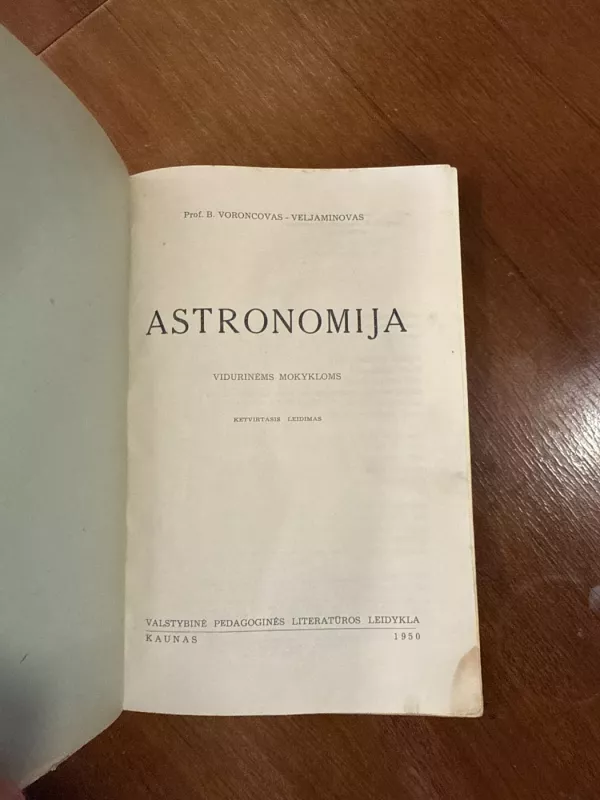 Prof. B. VORONCOVAS - VELJAMINOVAS
ASTRONOMIJA
VIDURINĖMS MOKYKLOMS
KETVIRTASIS LEIDIMAS
VALSTYBINĖ PEDAGOGINĖS LITERATŪROS LEIDYKLA
KAUNAS 1950